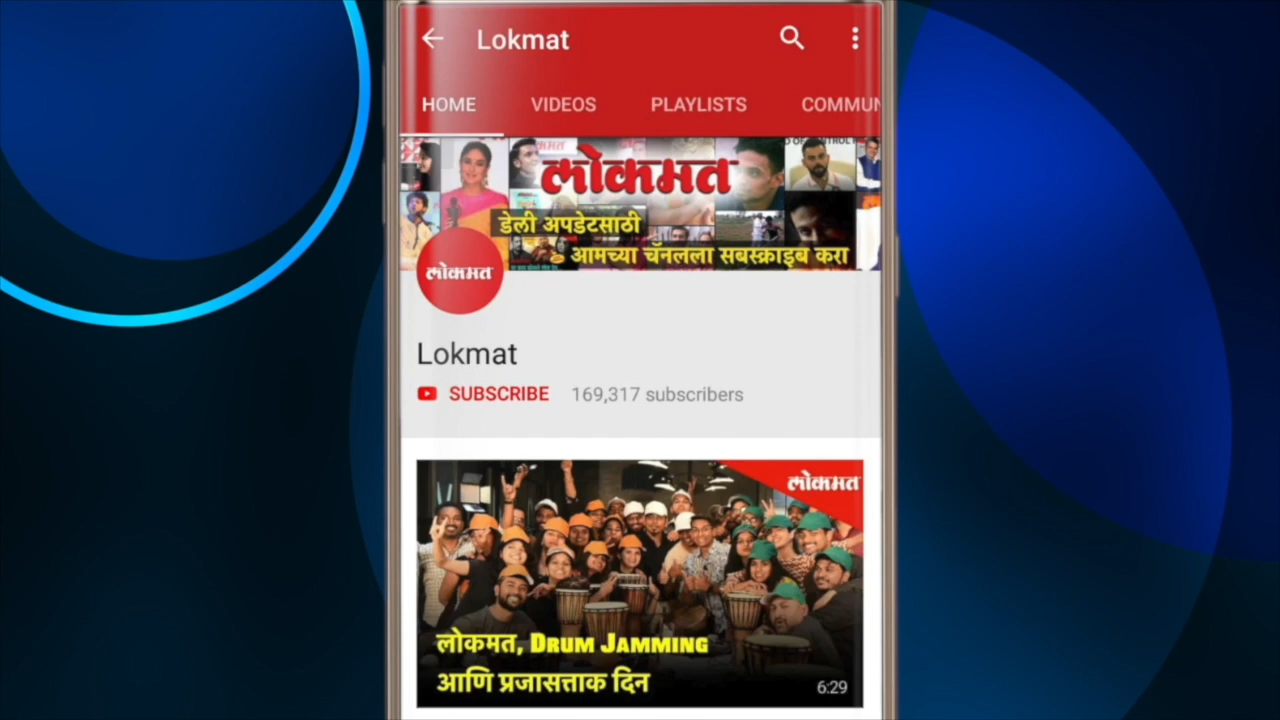 Lokmat
HOME VIDEOS PLAYLISTS COMMUN
लोकमत
डेली अपडेटसाठी
आमच्या चॅनलला सबस्क्राइब करा
लोकमत
Lokmat
SUBSCRIBE 169,317 subscribers
लोकमत
लोकमत, DRUM JAMMING
आणि प्रजासत्ताक दिन
6:29